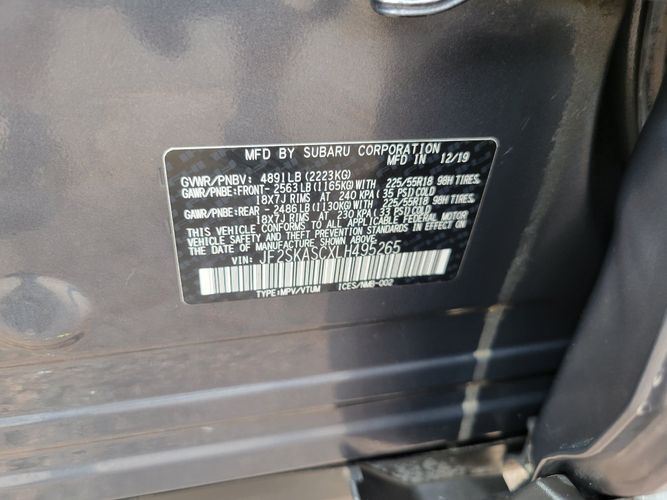 MFD BY SUBARU CORPORATION
MFD IN 12/19
GVWR/PNBV: 4891LB(2223KG)
GAWR/PNBE:FRONT- 2563LB(1165KG)WITH 225/55R18 98H TIRES,
18X7J RIMS AT 240 KPA (35 PSI)COLD
GAWR/PNBE:REAR -2486LB(1130KG)WITH 225/55R18 98H TIRES,
18X7J RIMS AT 230 KPA (33 PSI)COLD
THIS VEHICLE CONFORMS TO ALL APPLICABLE FEDERAL MOTOR
VEHICLE SAFETY AND THEFT PREVENTION STANDARDS IN EFFECT
ON THE DATE OF MANUFACTURE SHOWN ABOVE.
VIN: JF2SKASCXLH495265
TYPE:MPV/VTUM ICES/NMB-002